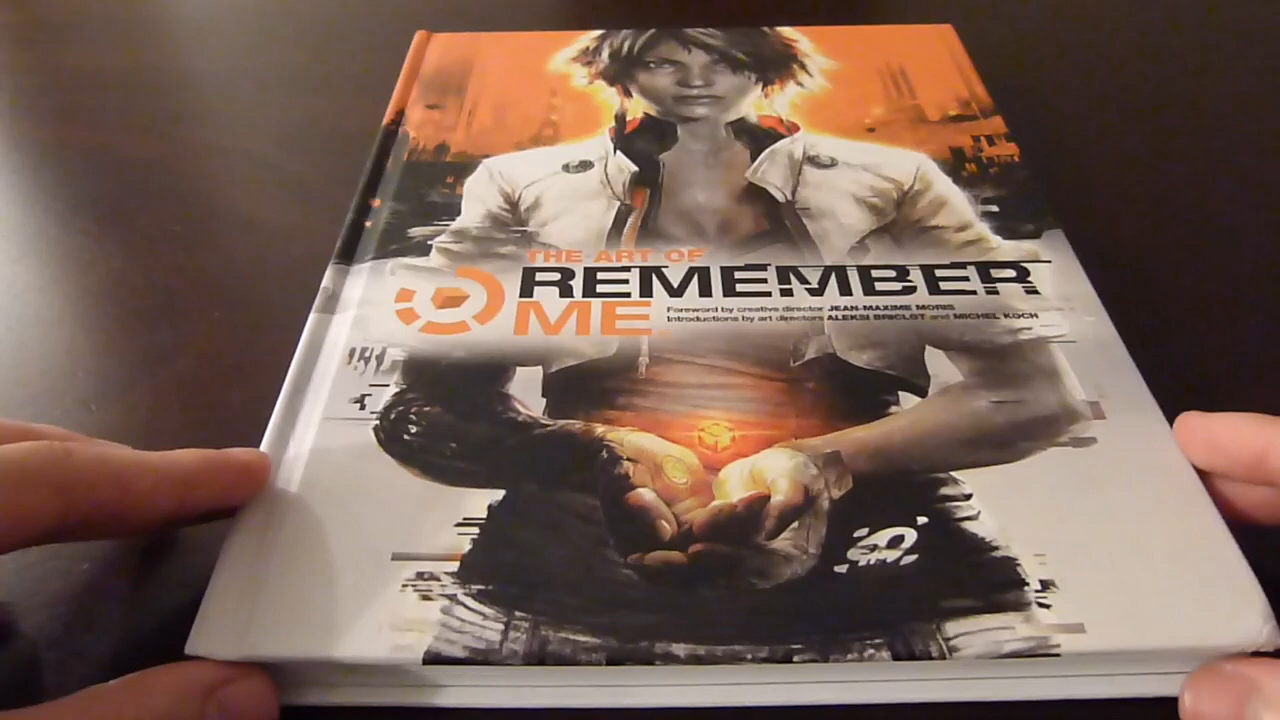 THE ART OF
REMEMBER
ME
Foreword by creative director JEAN-MAXIME MORIS
Introductions by art directors ALEKSI BRICLOT and MICHEL KOCH